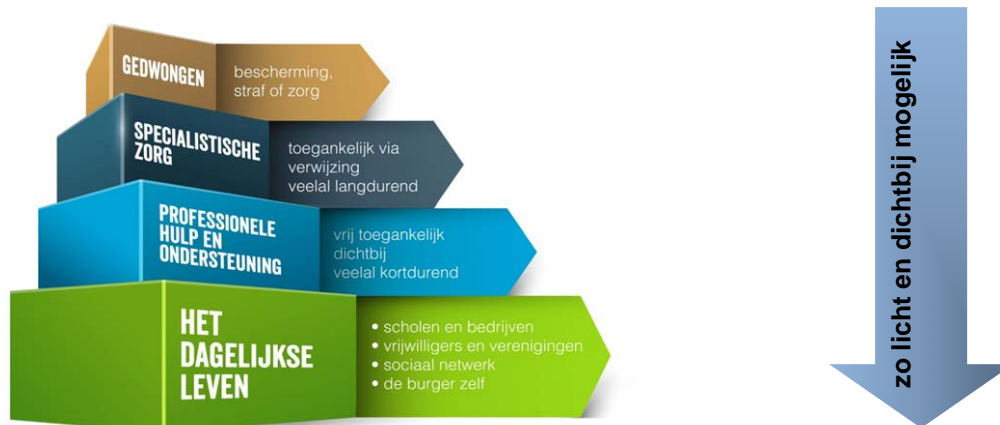 GEDWONGEN
bescherming,
straf of zorg
SPECIALISTISCHE
ZORG
toegankelijk via
verwijzing
veelal langdurend
PROFESSIONELE
HULP EN
ONDERSTEUNING
vrij toegankelijk
dichtbij
veelal kortdurend
HET
DAGELIJKSE
LEVEN
• scholen en bedrijven
• vrijwilligers en verenigingen
• sociaal netwerk
• de burger zelf
zo licht en dichtbij mogelijk